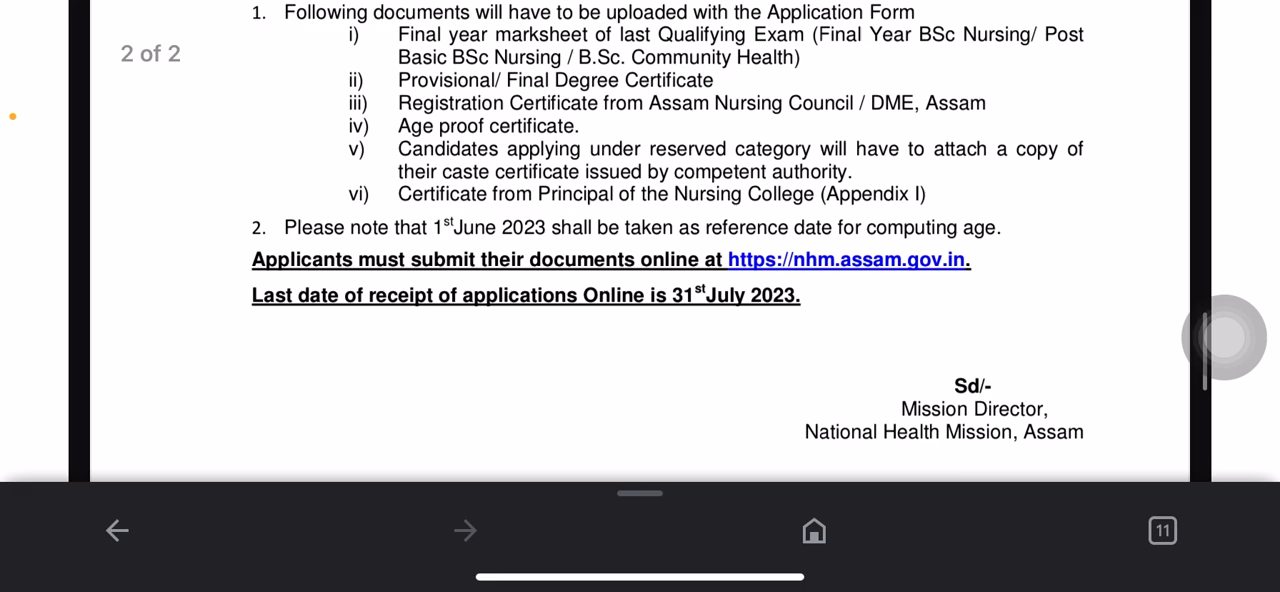 1. Following documents will have to be uploaded with the Application Form
i) Final year marksheet of last Qualifying Exam (Final Year BSc Nursing/ Post
2 of 2
Basic BSc Nursing / B.Sc. Community Health)
ii) Provisional/ Final Degree Certificate
iii) Registration Certificate from Assam Nursing Council / DME, Assam
iv) Age proof certificate.
v) Candidates applying under reserved category will have to attach a copy of
their caste certificate issued by competent authority.
vi) Certificate from Principal of the Nursing College (Appendix I)
2. Please note that 1stJune 2023 shall be taken as reference date for computing age.
Applicants must submit their documents online at https://nhm.assam.gov.in.
Last date of receipt of applications Online is 31stJuly 2023.
Sd/-
Mission Director,
National Health Mission, Assam
11